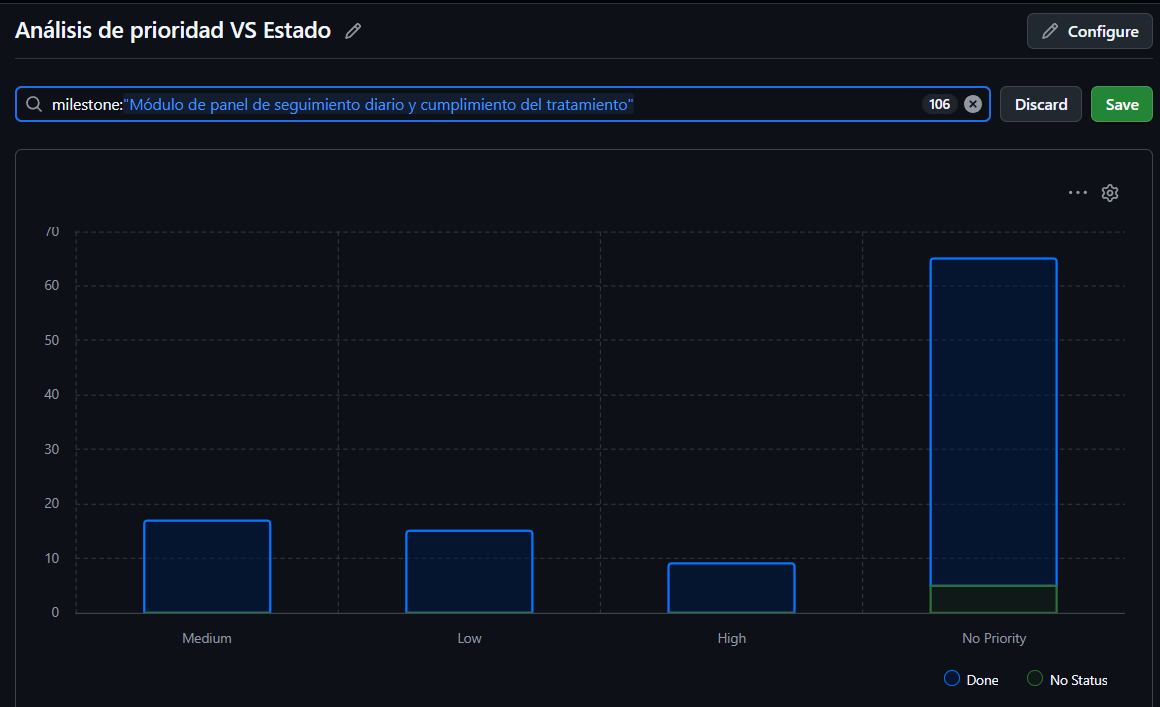 Análisis de prioridad VS Estado
Configure
milestone:"Módulo de panel de seguimiento diario y cumplimiento del tratamiento"
106
Discard
Save
70
60
50
40
30
20
10
0
Medium
Low
High
No Priority
Done
No Status